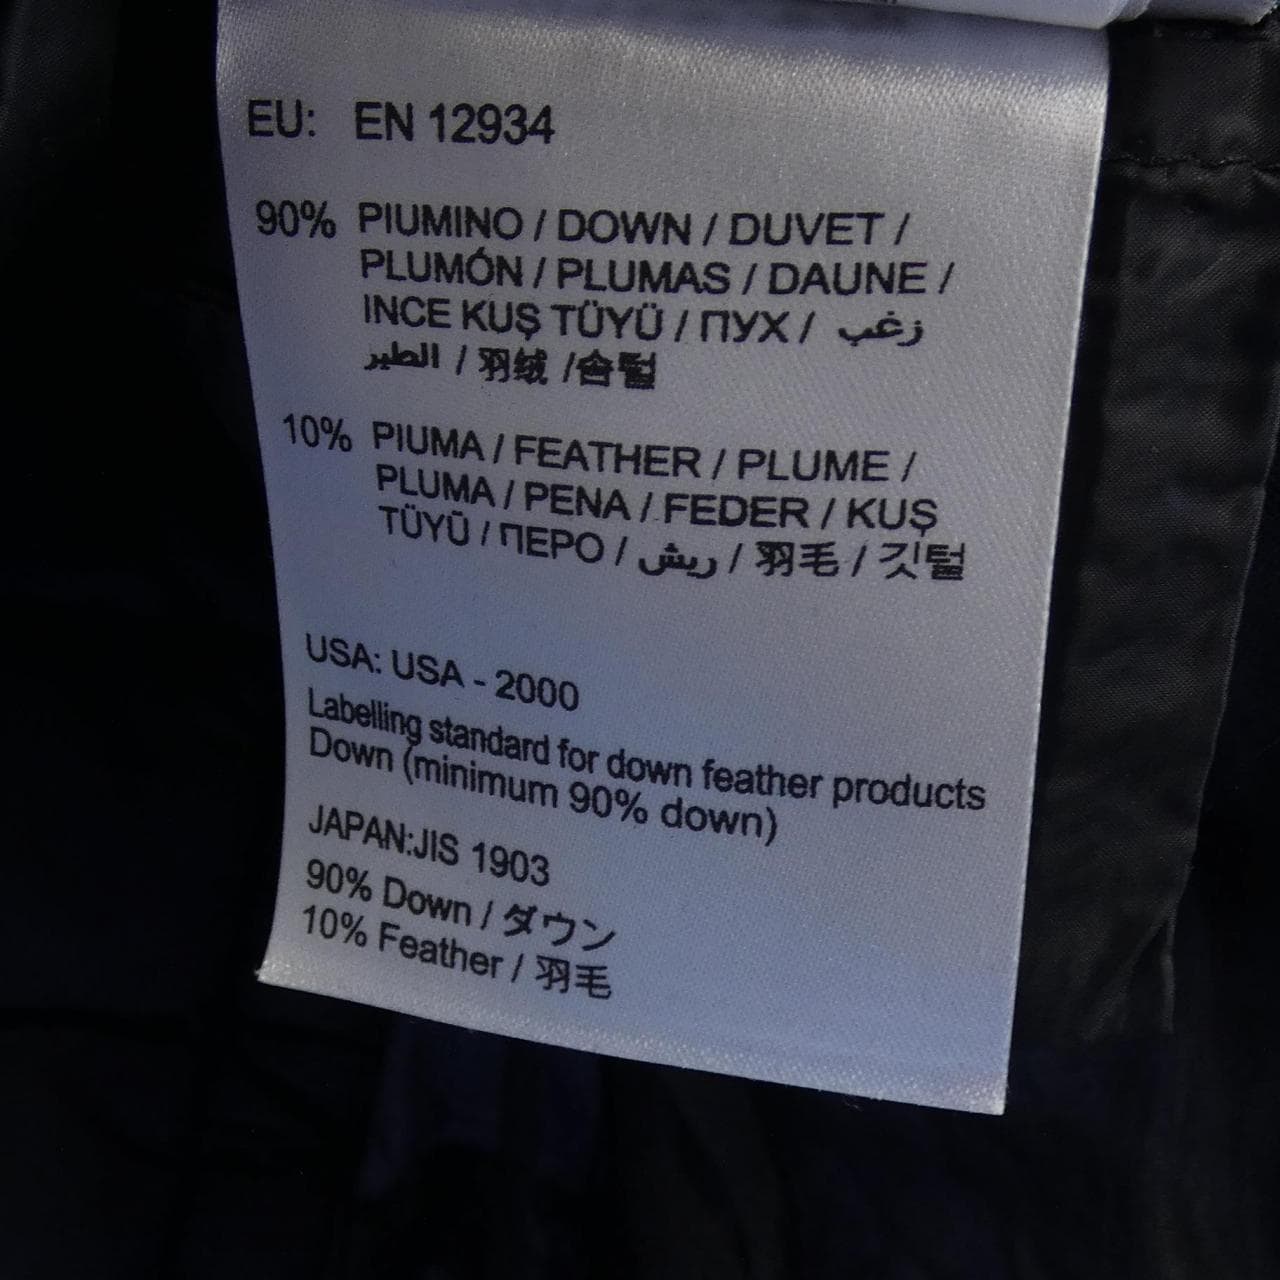 EU: EN 12934
90% PIUMINO / DOWN / DUVET /
PLUMÓN / PLUMAS / DAUNE /
INCE KUŞ TÜYÜ / ПУХ / زغب
الطير / 羽绒 /솜털
10% PIUMA / FEATHER / PLUME /
PLUMA / PENA / FEDER / KUŞ
TÜYÜ / ПЕРО / ريش / 羽毛 / 깃털
USA: USA - 2000
Labelling standard for down feather products
Down (minimum 90% down)
JAPAN:JIS 1903
90% Down / ダウン
10% Feather / 羽毛